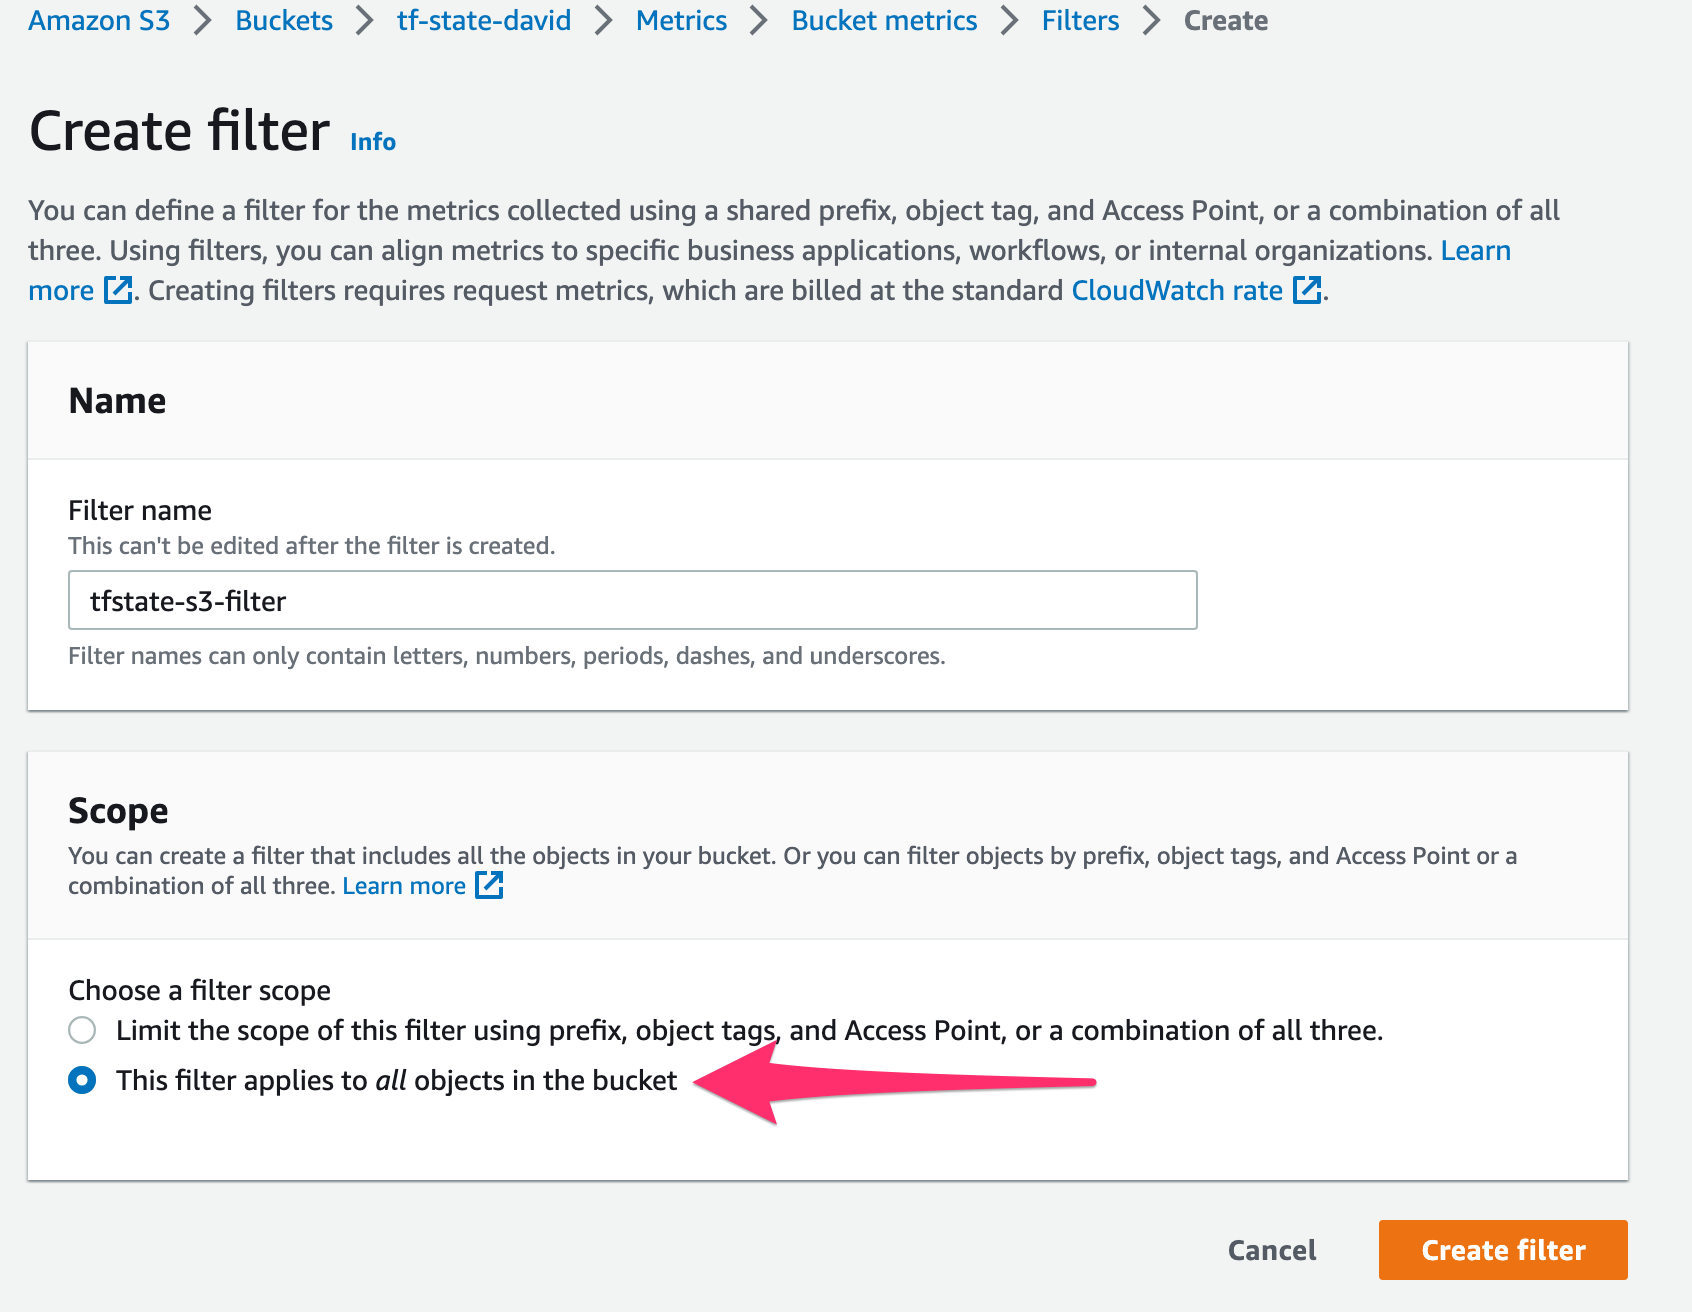 Amazon S3 > Buckets > tf-state-david > Metrics > Bucket metrics > Filters > Create
Create filter Info
You can define a filter for the metrics collected using a shared prefix, object tag, and Access Point, or a combination of all
three. Using filters, you can align metrics to specific business applications, workflows, or internal organizations. Learn
more. Creating filters requires request metrics, which are billed at the standard CloudWatch rate.
Name
Filter name
This can't be edited after the filter is created.
tfstate-s3-filter
Filter names can only contain letters, numbers, periods, dashes, and underscores.
Scope
You can create a filter that includes all the objects in your bucket. Or you can filter objects by prefix, object tags, and Access Point or a
combination of all three. Learn more
Choose a filter scope
Limit the scope of this filter using prefix, object tags, and Access Point, or a combination of all three.
This filter applies to all objects in the bucket
Cancel Create filter